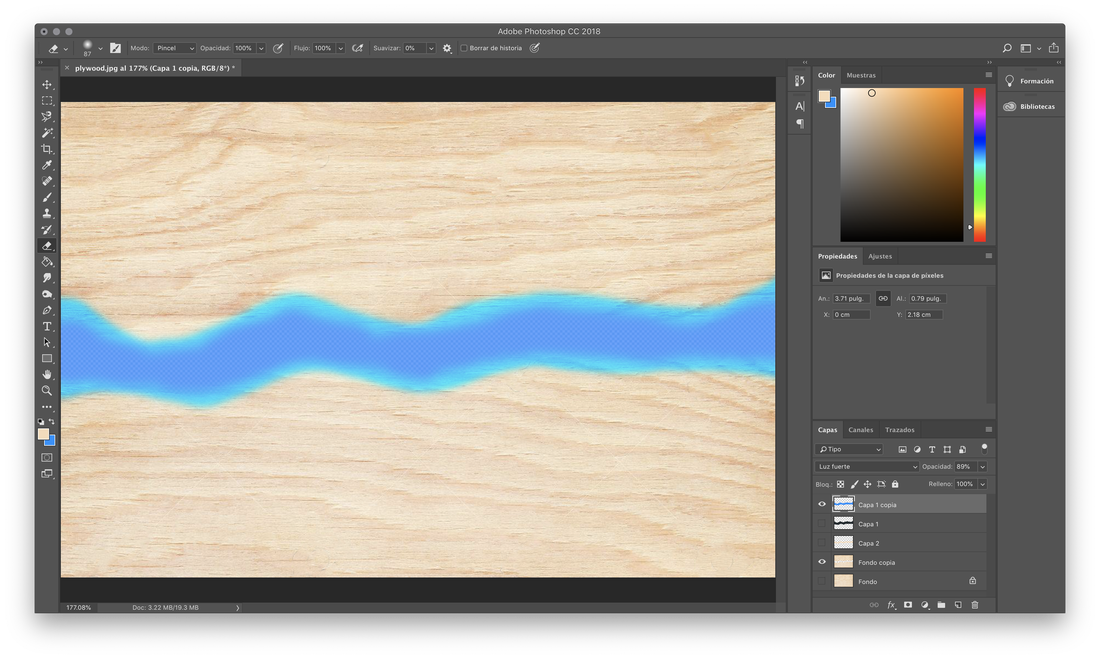 Adobe Photoshop CC 2018
87 Modo: Pincel Opacidad: 100% Flujo: 100% Suavizar: 0% Borrar de historia
× plywood.jpg al 177% (Capa 1 copia, RGB/8*) *
Color Muestras
Formación
Bibliotecas
Propiedades Ajustes
Propiedades de la capa de píxeles
An.: 3.71 pulg. Al.: 0.79 pulg.
X: 0 cm Y: 2.18 cm
Capas Canales Trazados
Tipo
Luz fuerte Opacidad: 89%
Bloq.: Relleno: 100%
Capa 1 copia
Capa 1
Capa 2
Fondo copia
Fondo
fx
177.08% Doc: 3.22 MB/19.3 MB